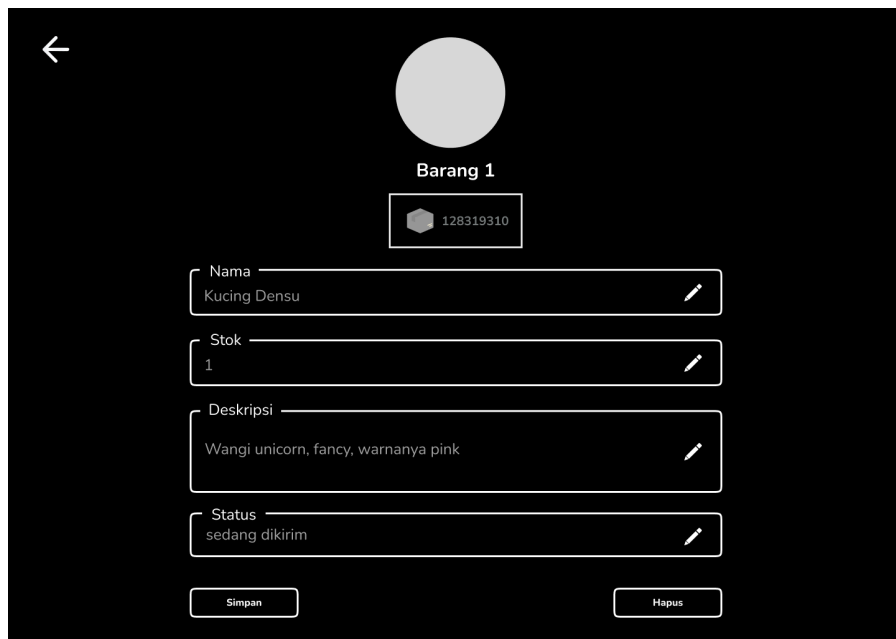 Barang 1
128319310
Nama
Kucing Densu
Stok
1
Deskripsi
Wangi unicorn, fancy, warnanya pink
Status
sedang dikirim
Simpan
Hapus